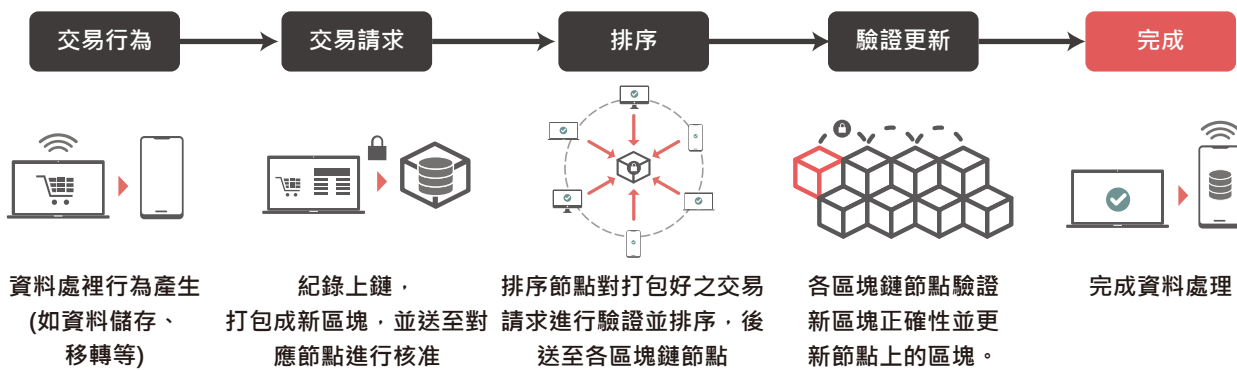 交易行為
交易請求
排序
驗證更新
完成
資料處裡行為產生
(如資料儲存、
移轉等)
紀錄上鏈，
打包成新區塊，並送至對
應節點進行核准
排序節點對打包好之交易
請求進行驗證並排序，後
送至各區塊鏈節點
各區塊鏈節點驗證
新區塊正確性並更
新節點上的區塊。
完成資料處理